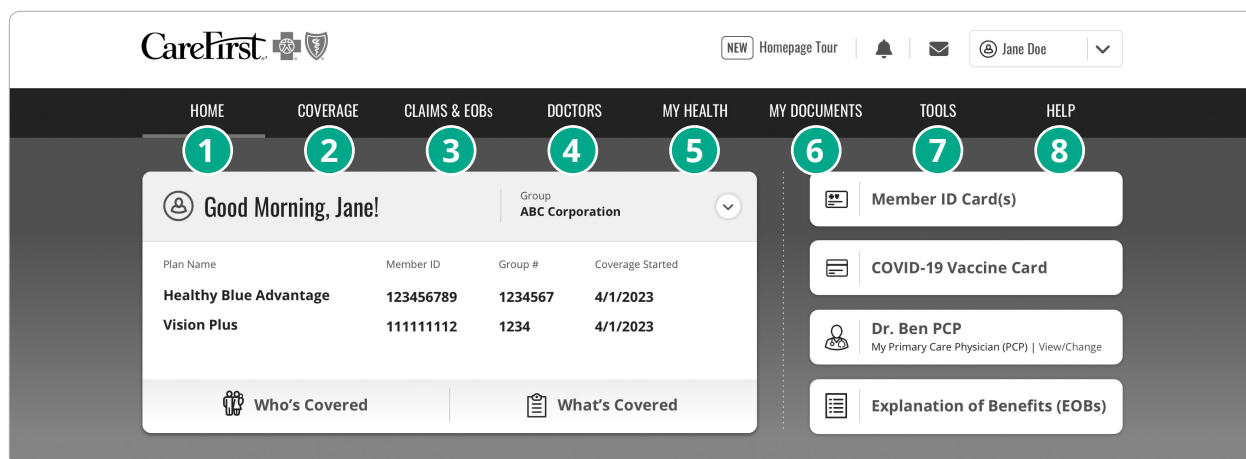 CareFirst
NEW Homepage Tour Jane Doe
HOME COVERAGE CLAIMS & EOBs DOCTORS MY HEALTH MY DOCUMENTS TOOLS HELP
1 2 3 4 5 6 7 8
Good Morning, Jane!
Group
ABC Corporation
Plan Name Member ID Group # Coverage Started
Healthy Blue Advantage 123456789 1234567 4/1/2023
Vision Plus 111111112 1234 4/1/2023
Who's Covered What's Covered
Member ID Card(s)
COVID-19 Vaccine Card
Dr. Ben PCP
My Primary Care Physician (PCP) | View/Change
Explanation of Benefits (EOBs)